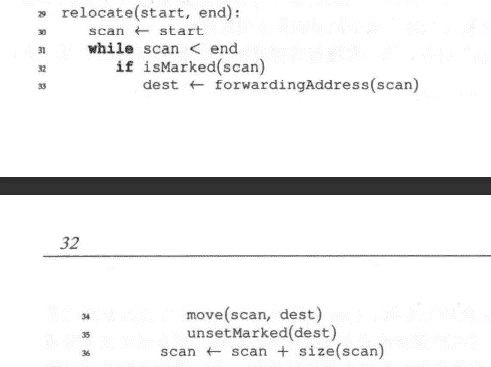 29 relocate(start, end):
30 scan ← start
31 while scan < end
32 if isMarked(scan)
33 dest ← forwardingAddress(scan)
32
34 move(scan, dest)
35 unsetMarked(dest)
36 scan ← scan + size(scan)